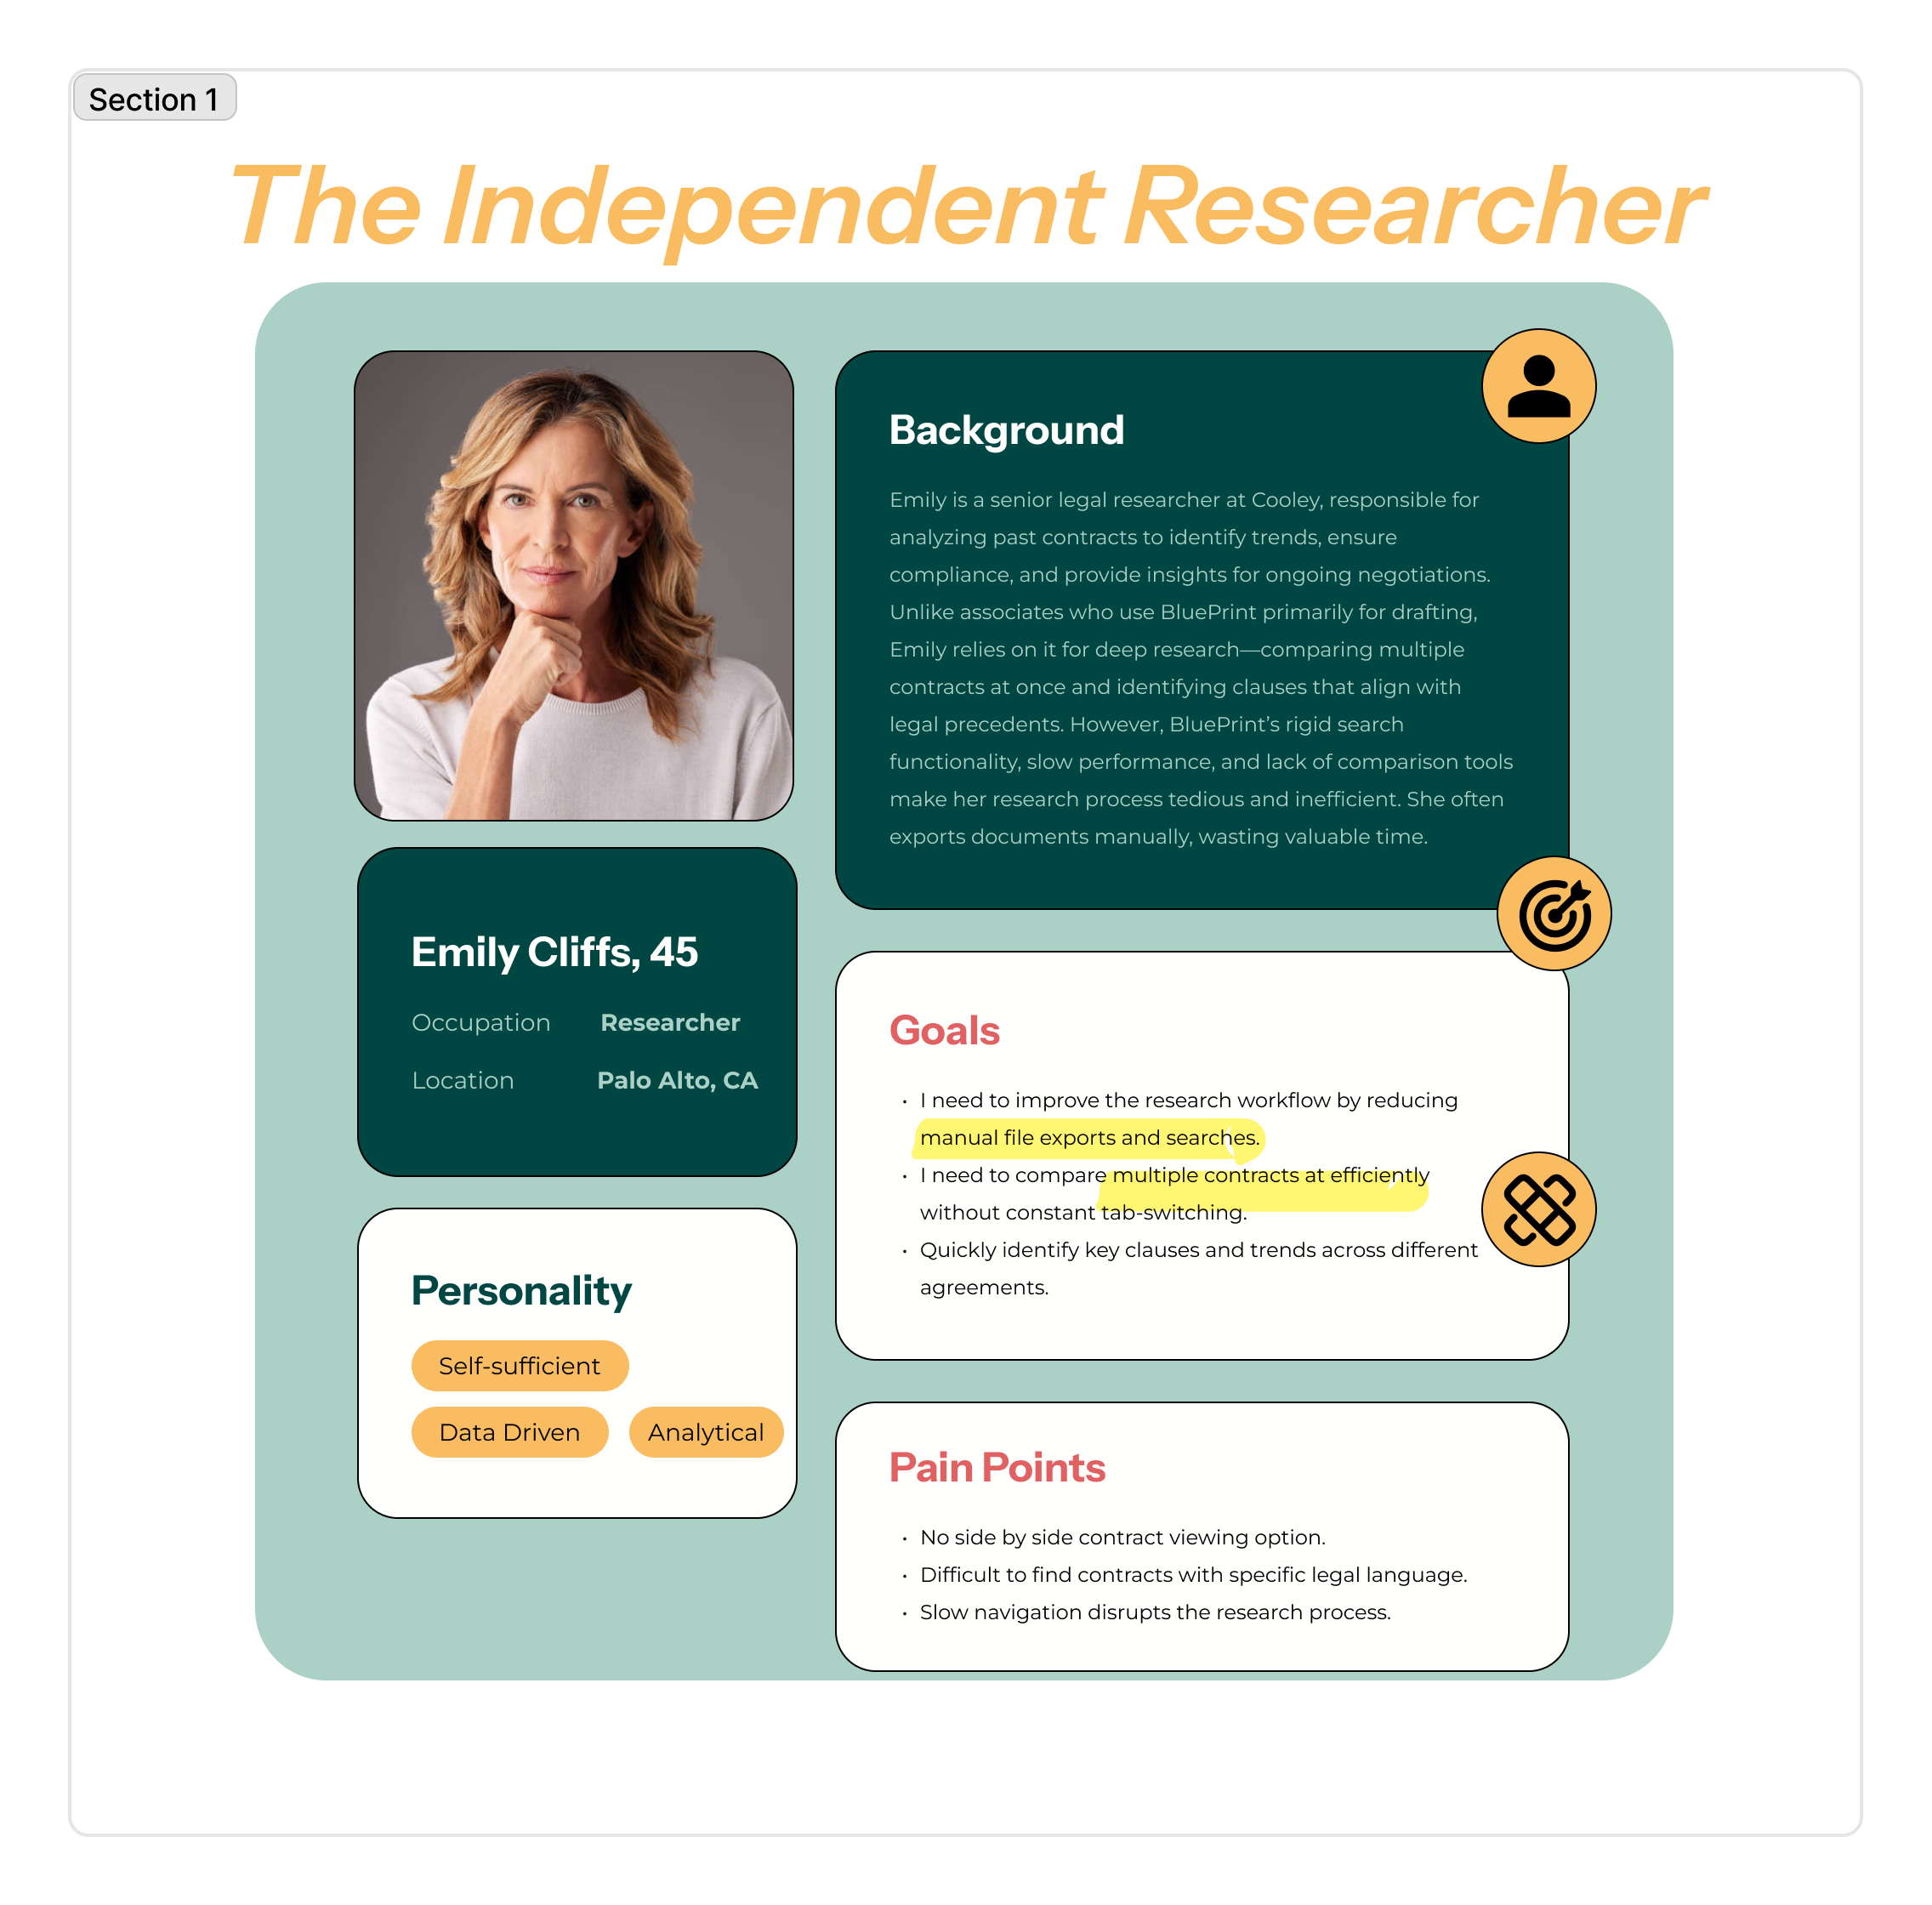 Section 1
The Independent Researcher
Background
Emily is a senior legal researcher at Cooley, responsible for
analyzing past contracts to identify trends, ensure
compliance, and provide insights for ongoing negotiations.
Unlike associates who use BluePrint primarily for drafting,
Emily relies on it for deep research—comparing multiple
contracts at once and identifying clauses that align with
legal precedents. However, BluePrint’s rigid search
functionality, slow performance, and lack of comparison tools
make her research process tedious and inefficient. She often
exports documents manually, wasting valuable time.
Emily Cliffs, 45
Occupation Researcher
Location Palo Alto, CA
Personality
Self-sufficient
Data Driven Analytical
Goals
• I need to improve the research workflow by reducing
manual file exports and searches.
• I need to compare multiple contracts at efficiently
without constant tab-switching.
• Quickly identify key clauses and trends across different
agreements.
Pain Points
• No side by side contract viewing option.
• Difficult to find contracts with specific legal language.
• Slow navigation disrupts the research process.